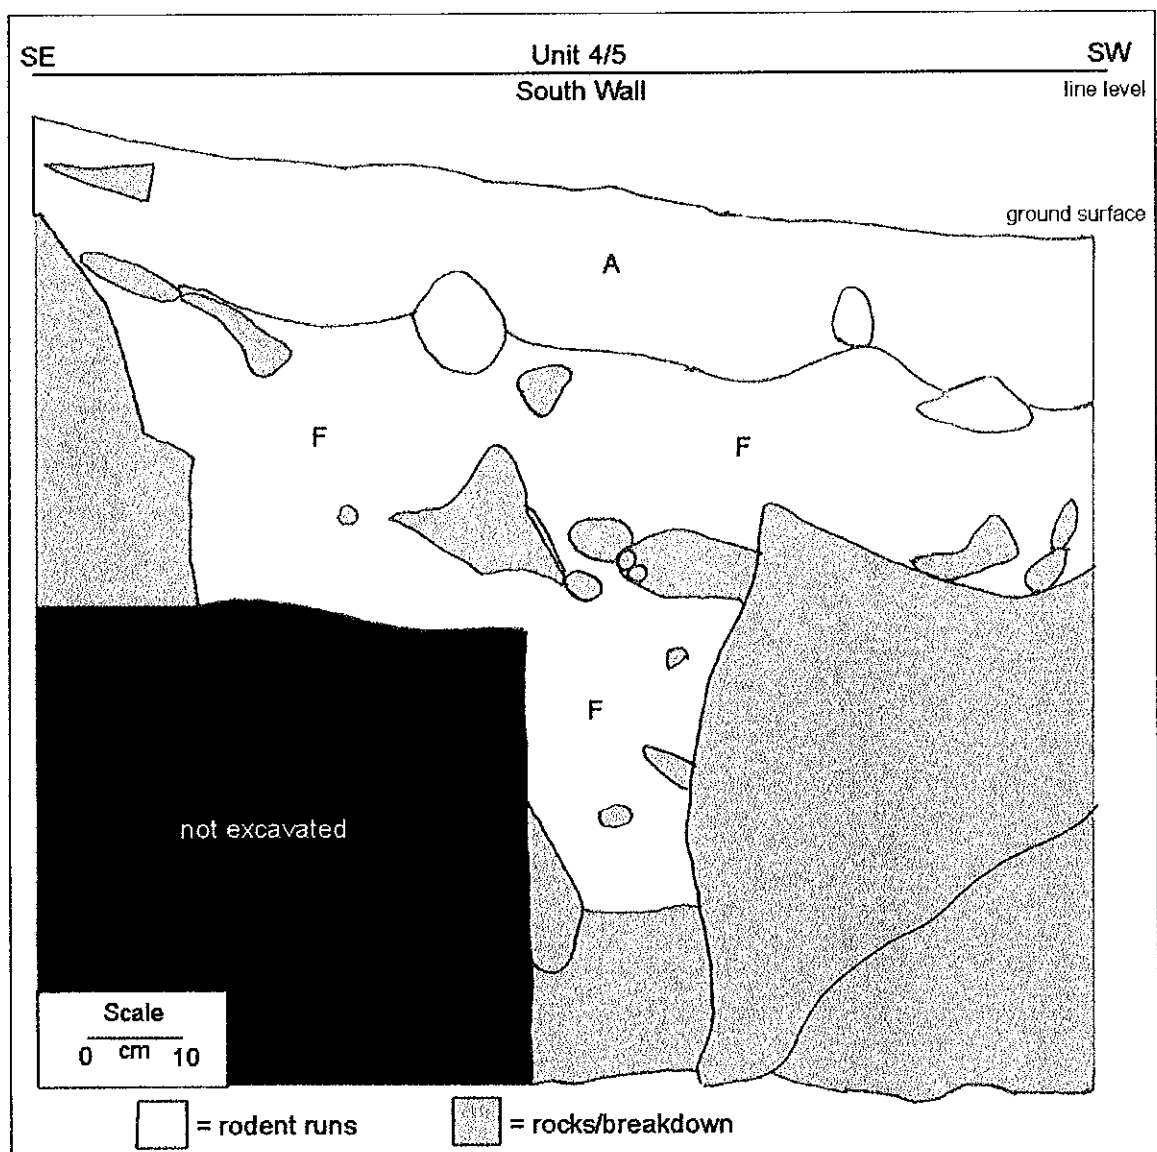 SE Unit 4/5 SW
South Wall line level
ground surface
A
F F
F
not excavated
Scale
0 cm 10
= rodent runs = rocks/breakdown